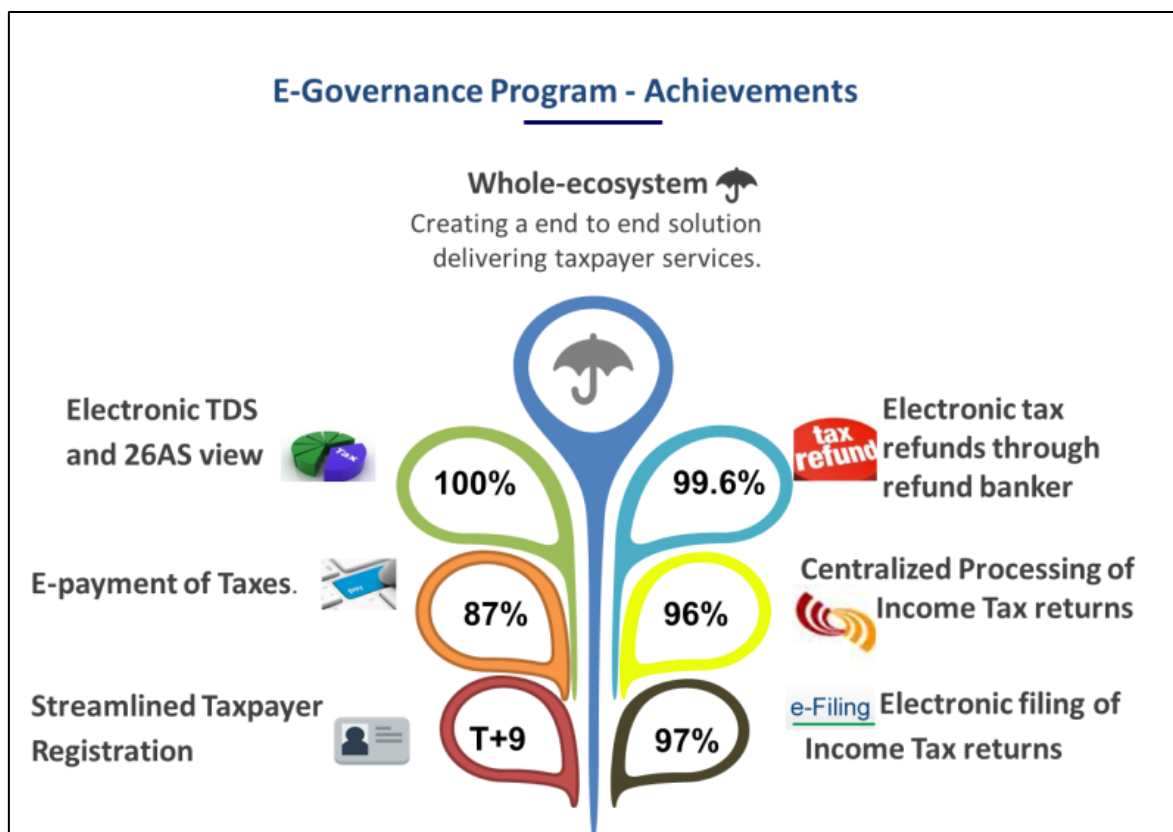 E-Governance Program - Achievements
Whole-ecosystem
Creating a end to end solution
delivering taxpayer services.
Electronic TDS
and 26AS view
Tax
100%
99.6%
tax
refund
Electronic tax
refunds through
refund banker
E-payment of Taxes.
87%
96%
Centralized Processing of
Income Tax returns
Streamlined Taxpayer
Registration
T+9
97%
e-Filing
Electronic filing of
Income Tax returns